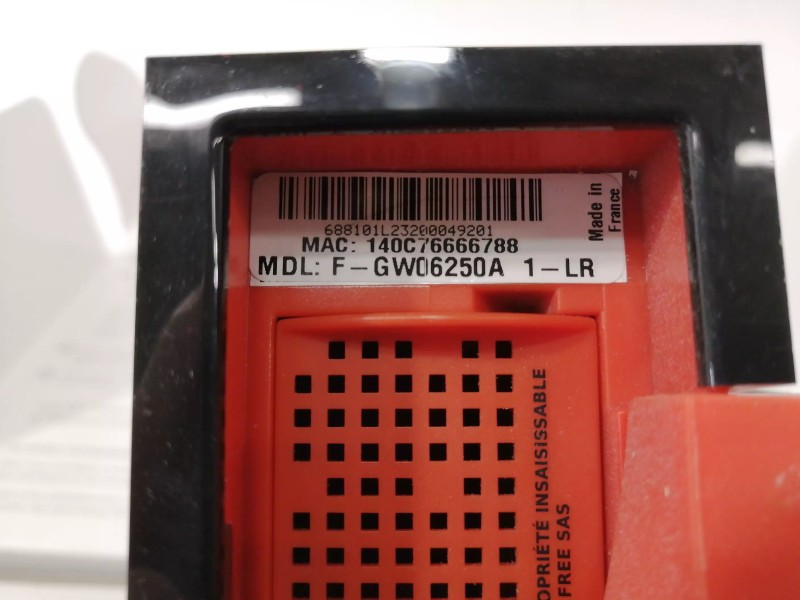 688101L23200049201
MAC: 140C76666788
MDL: F-GW06250A 1-LR
Made in
France
OPRIÉTÉ INSAISISSABLE
FREE SAS